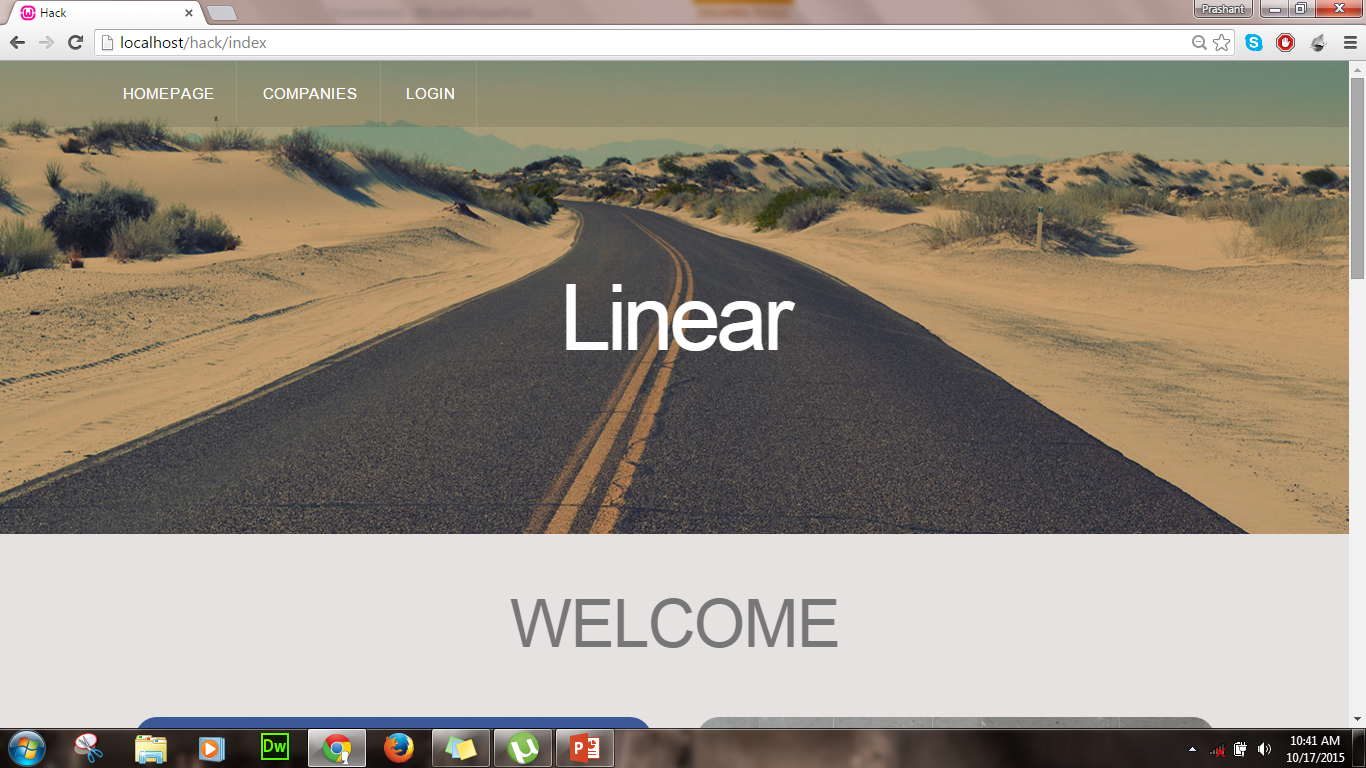 Hack
Prashant
localhost/hack/index
HOMEPAGE COMPANIES LOGIN
Linear
WELCOME
Dw
P
10:41 AM
10/17/2015